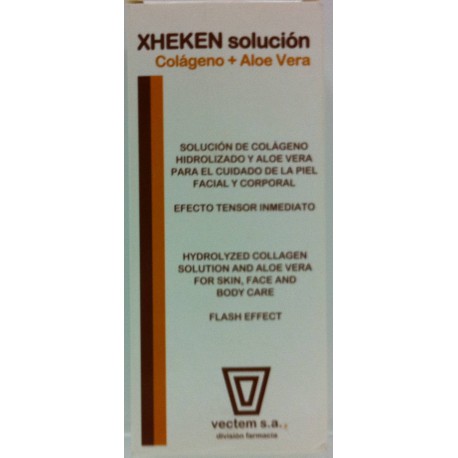 XHEKEN solución
Colágeno + Aloe Vera
SOLUCIÓN DE COLÁGENO
HIDROLIZADO Y ALOE VERA
PARA EL CUIDADO DE LA PIEL
FACIAL Y CORPORAL
EFECTO TENSOR INMEDIATO
HYDROLYZED COLLAGEN
SOLUTION AND ALOE VERA
FOR SKIN, FACE AND
BODY CARE
FLASH EFFECT
vectem s.a.
división farmacia